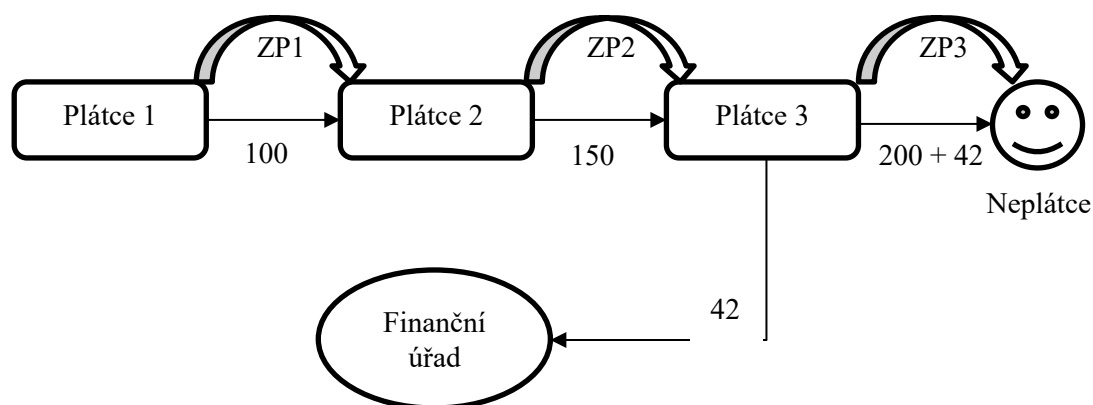 ZP1
ZP2
ZP3
Plátce 1
Plátce 2
Plátce 3
100
150
200 + 42
Neplátce
42
Finanční
úřad